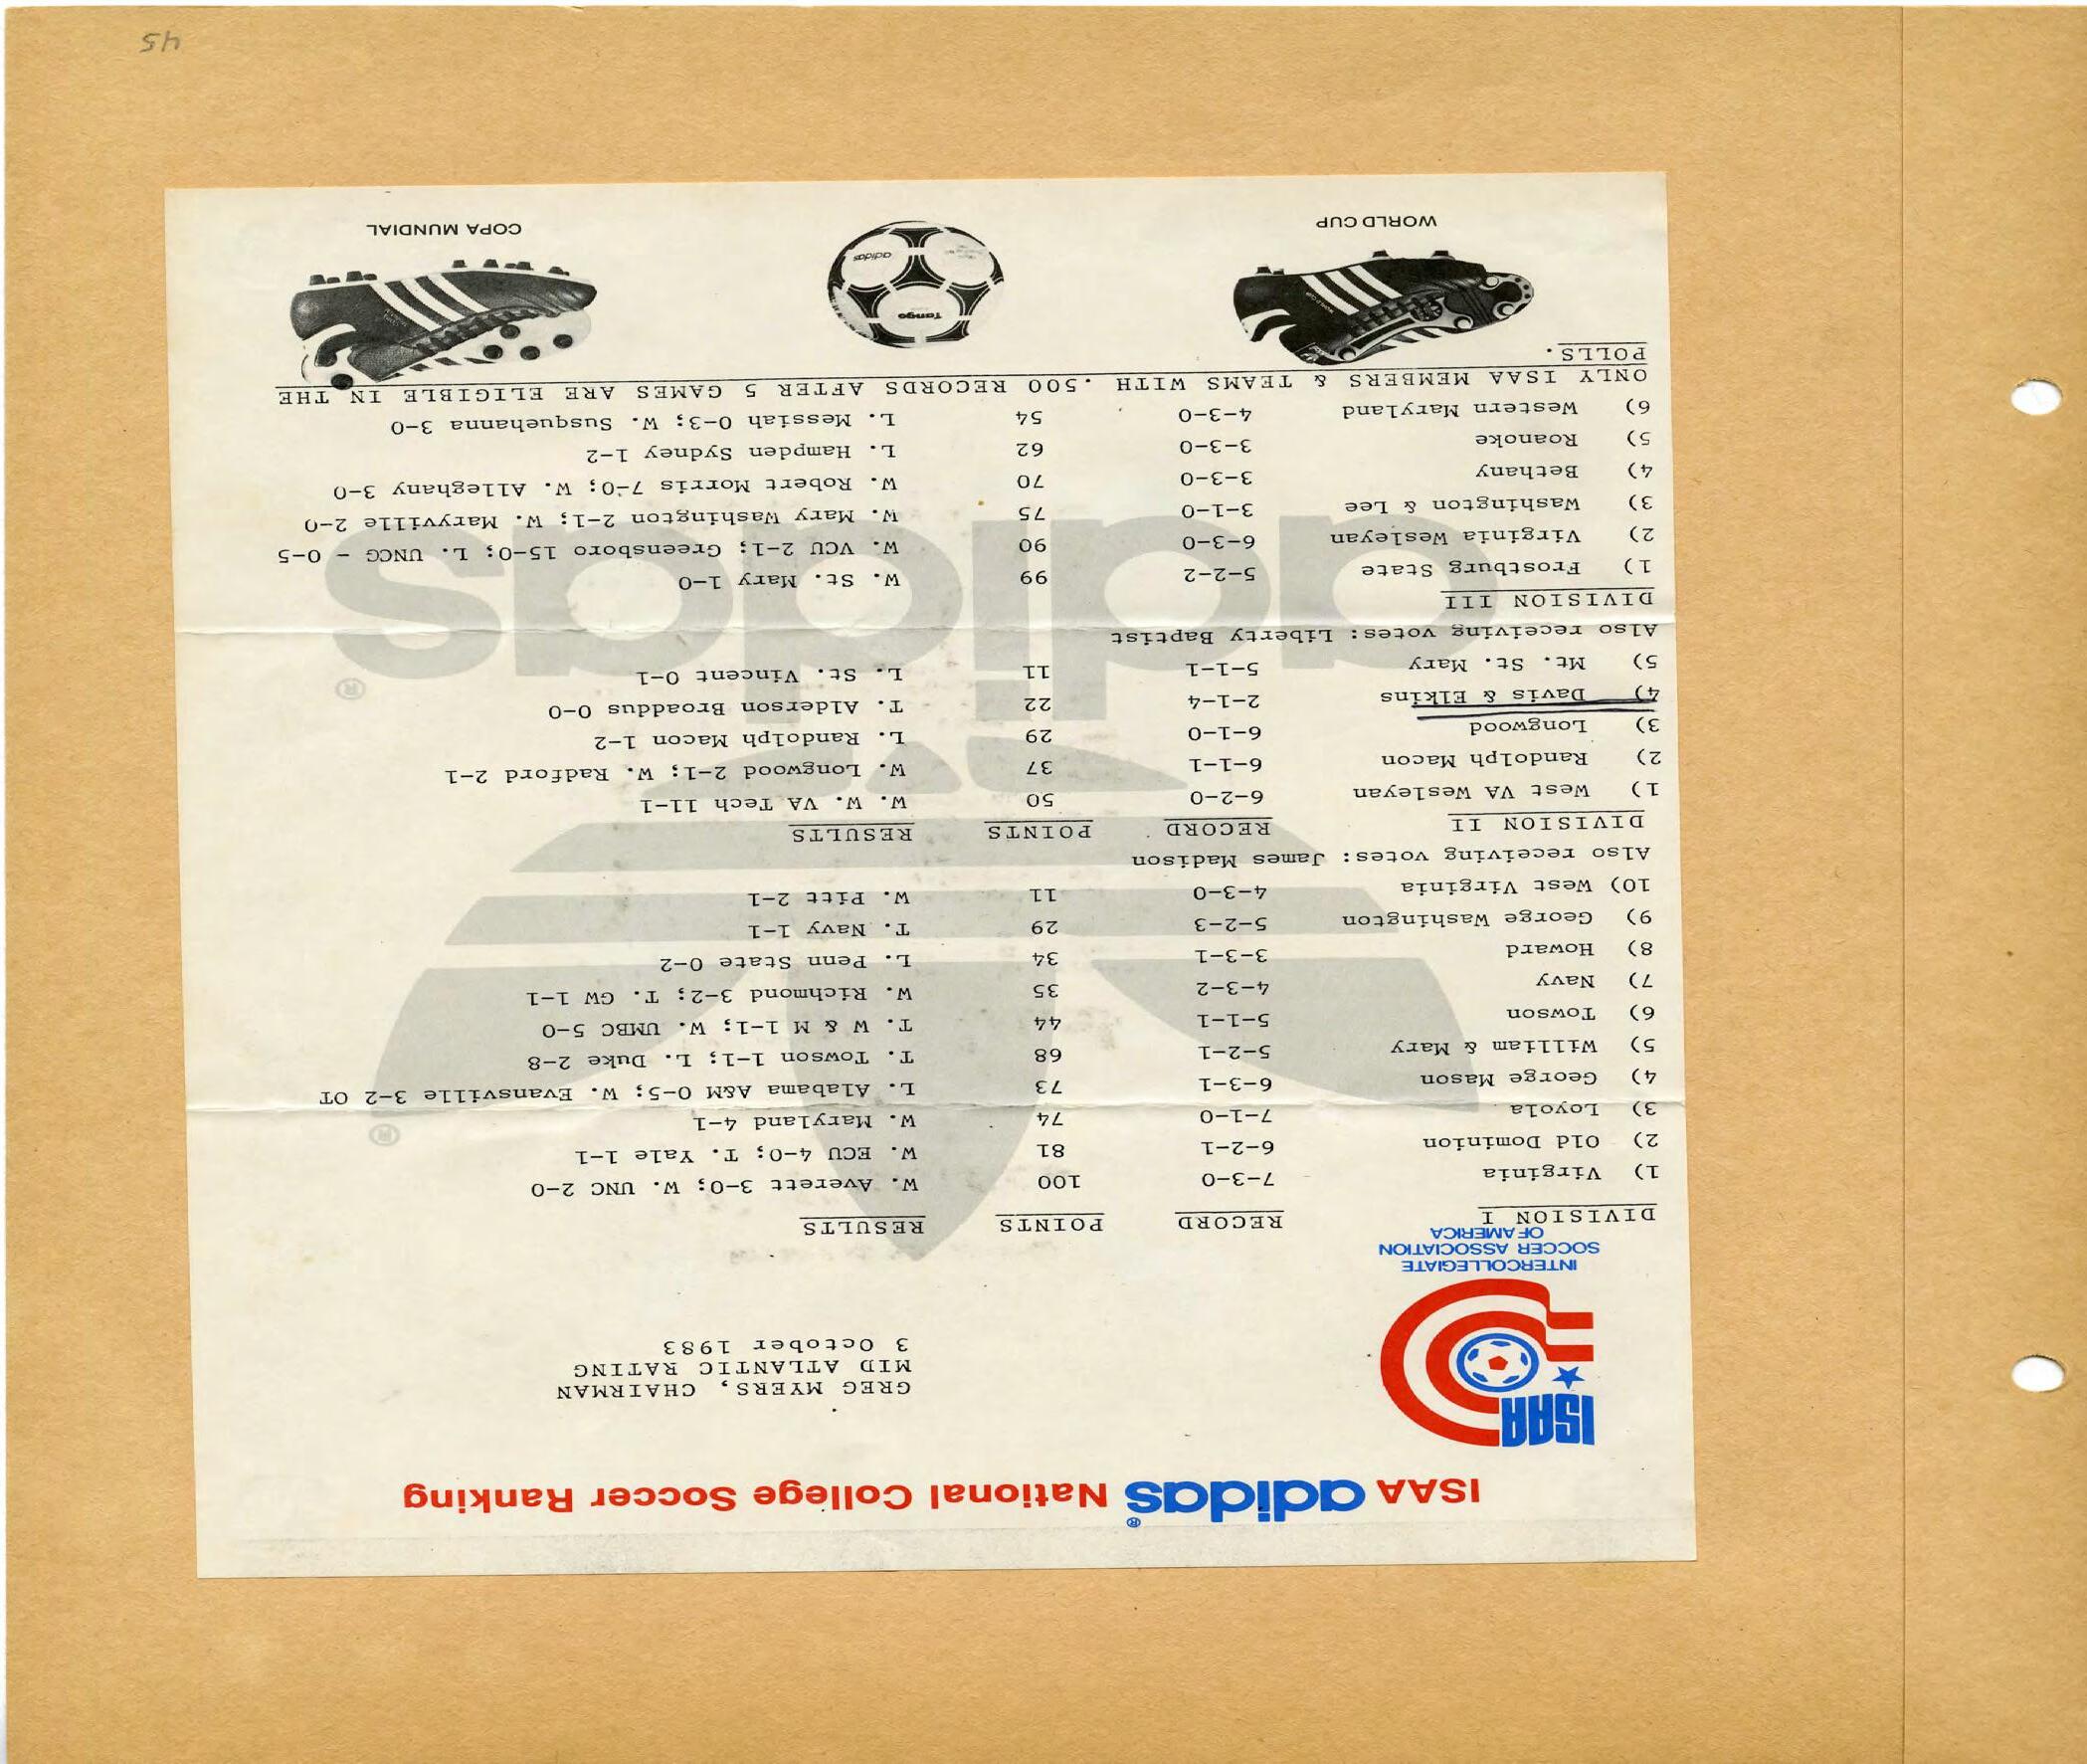 45
ISAA adidas® National College Soccer Ranking
ISAA
INTERCOLLEGIATE
SOCCER ASSOCIATION
OF AMERICA
GREG MYERS, CHAIRMAN
MID ATLANTIC RATING
3 October 1983
DIVISION I RECORD POINTS RESULTS
1) Virginia 7-3-0 100 W. Averett 3-0; W. UNC 2-0
2) Old Dominion 6-2-1 81 W. ECU 4-0; T. Yale 1-1
3) Loyola 7-1-0 74 W. Maryland 4-1
4) George Mason 6-3-1 73 L. Alabama A&M 0-5; W. Evansville 3-2 OT
5) William & Mary 5-2-1 68 T. Towson 1-1; L. Duke 2-8
6) Towson 5-1-1 44 T. W & M 1-1; W. UMBC 5-0
7) Navy 4-3-2 35 W. Richmond 3-2; T. GW 1-1
8) Howard 3-3-1 34 L. Penn State 0-2
9) George Washington 5-2-3 29 T. Navy 1-1
10) West Virginia 4-3-0 11 W. Pitt 2-1
Also receiving votes: James Madison
DIVISION II RECORD POINTS RESULTS
1) West VA Wesleyan 6-2-0 50 W. W. VA Tech 11-1
2) Randolph Macon 6-1-1 37 W. Longwood 2-1; W. Radford 2-1
3) Longwood 6-1-0 29 L. Randolph Macon 1-2
4) Davis & Elkins 2-1-4 22 T. Alderson Broaddus 0-0
5) Mt. St. Mary 5-1-1 11 L. St. Vincent 0-1
Also receiving votes: Liberty Baptist
DIVISION III
1) Frostburg State 5-2-2 99 W. St. Mary 1-0
2) Virginia Wesleyan 6-3-0 90 W. VCU 2-1; Greensboro 15-0; L. UNCG - 0-5
3) Washington & Lee 3-1-0 75 W. Mary Washington 2-1; W. Maryville 2-0
4) Bethany 3-3-0 70 W. Robert Morris 7-0; W. Alleghany 3-0
5) Roanoke 3-3-0 62 L. Hampden Sydney 1-2
6) Western Maryland 4-3-0 54 L. Messiah 0-3; W. Susquehanna 3-0
ONLY ISAA MEMBERS & TEAMS WITH .500 RECORDS AFTER 5 GAMES ARE ELIGIBLE IN THE
POLLS.
adidas®
Tango
adidas
WORLD CUP
COPA MUNDIAL